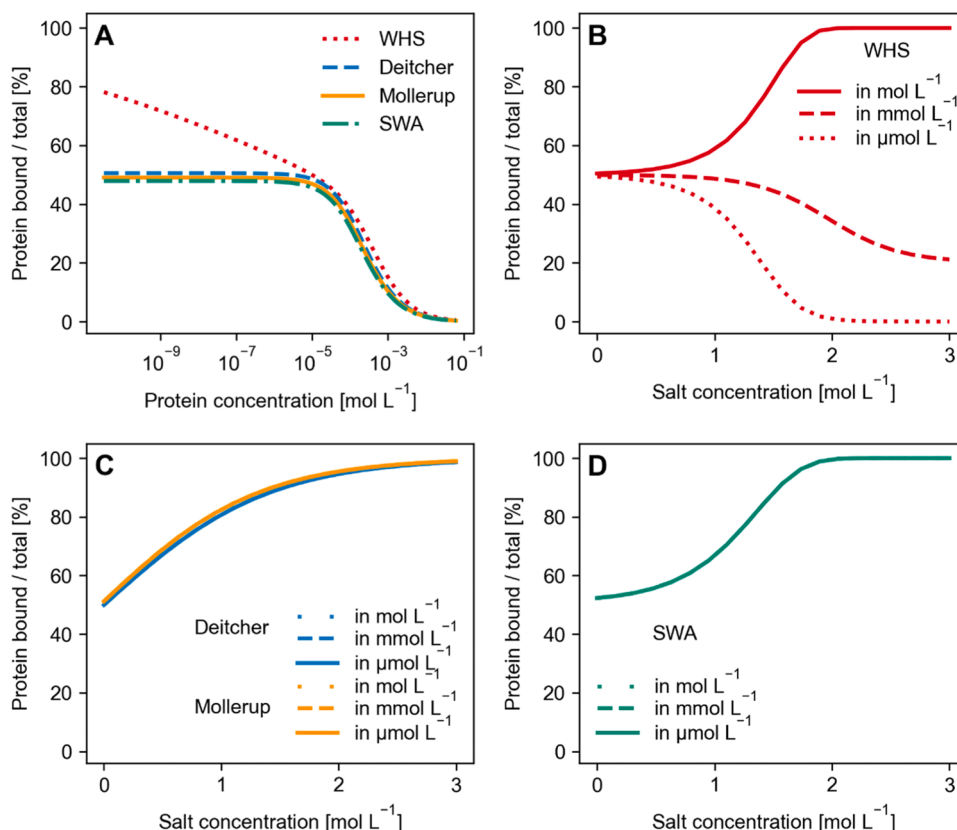 A
WHS
Deitcher
Mollerup
SWA
Protein bound / total [%]
100
80
60
40
20
0
10⁻⁹
10⁻⁷
10⁻⁵
10⁻³
10⁻¹
Protein concentration [mol L⁻¹]
B
WHS
in mol L⁻¹
in mmol L⁻¹
in μmol L⁻¹
Protein bound / total [%]
100
80
60
40
20
0
0
1
2
3
Salt concentration [mol L⁻¹]
C
Protein bound / total [%]
100
80
60
40
20
0
Deitcher
in mol L⁻¹
in mmol L⁻¹
in μmol L⁻¹
Mollerup
in mol L⁻¹
in mmol L⁻¹
in μmol L⁻¹
0
1
2
3
Salt concentration [mol L⁻¹]
D
Protein bound / total [%]
100
80
60
40
20
0
SWA
in mol L⁻¹
in mmol L⁻¹
in μmol L⁻¹
0
1
2
3
Salt concentration [mol L⁻¹]